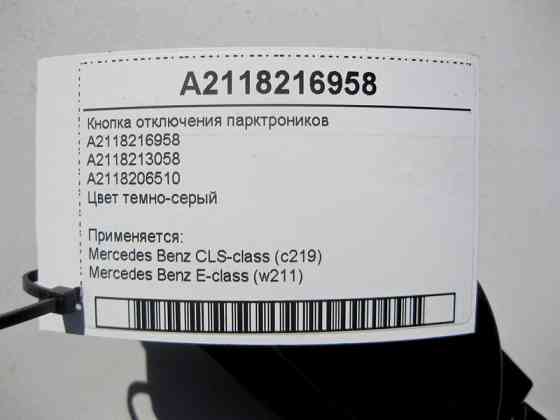 A2118216958
Кнопка отключения парктроников
A2118216958
A2118213058
A2118206510
Цвет темно-серый
Применяется:
Mercedes Benz CLS-class (c219)
Mercedes Benz E-class (w211)